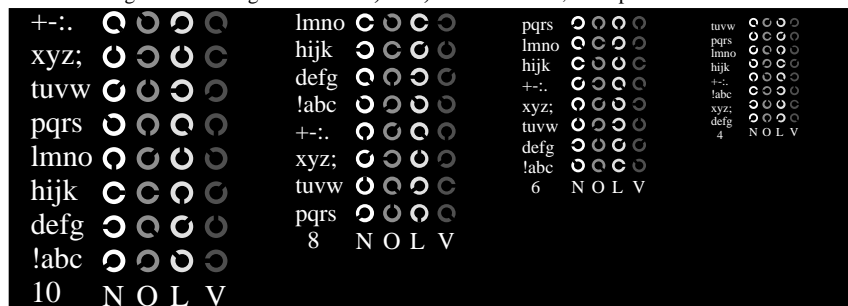 +-:.
xyz;
tuvw
pqrs
lmno
hijk
defg
!abc
10 N O L V
lmno
hijk
defg
!abc
+-:.
xyz;
tuvw
pqrs
8 N O L V
pqrs
lmno
hijk
+-:.
xyz;
tuvw
defg
!abc
6 N O L V
tuvw
pqrs
lmno
hijk
+-:.
!abc
xyz;
defg
4 N O L V